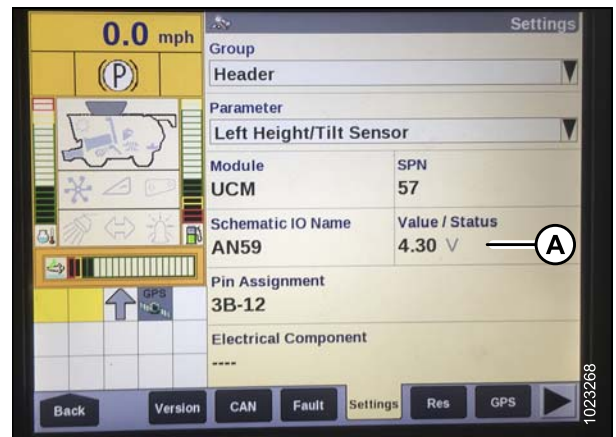 0.0 mph
Settings
(P)
Group
Header
Parameter
Left Height/Tilt Sensor
Module
SPN
UCM
57
Schematic IO Name
Value / Status
AN59
4.30 V
A
Pin Assignment
3B-12
GPS
Electrical Component
----
Back
Version
CAN
Fault
Settings
Res
GPS
1023268